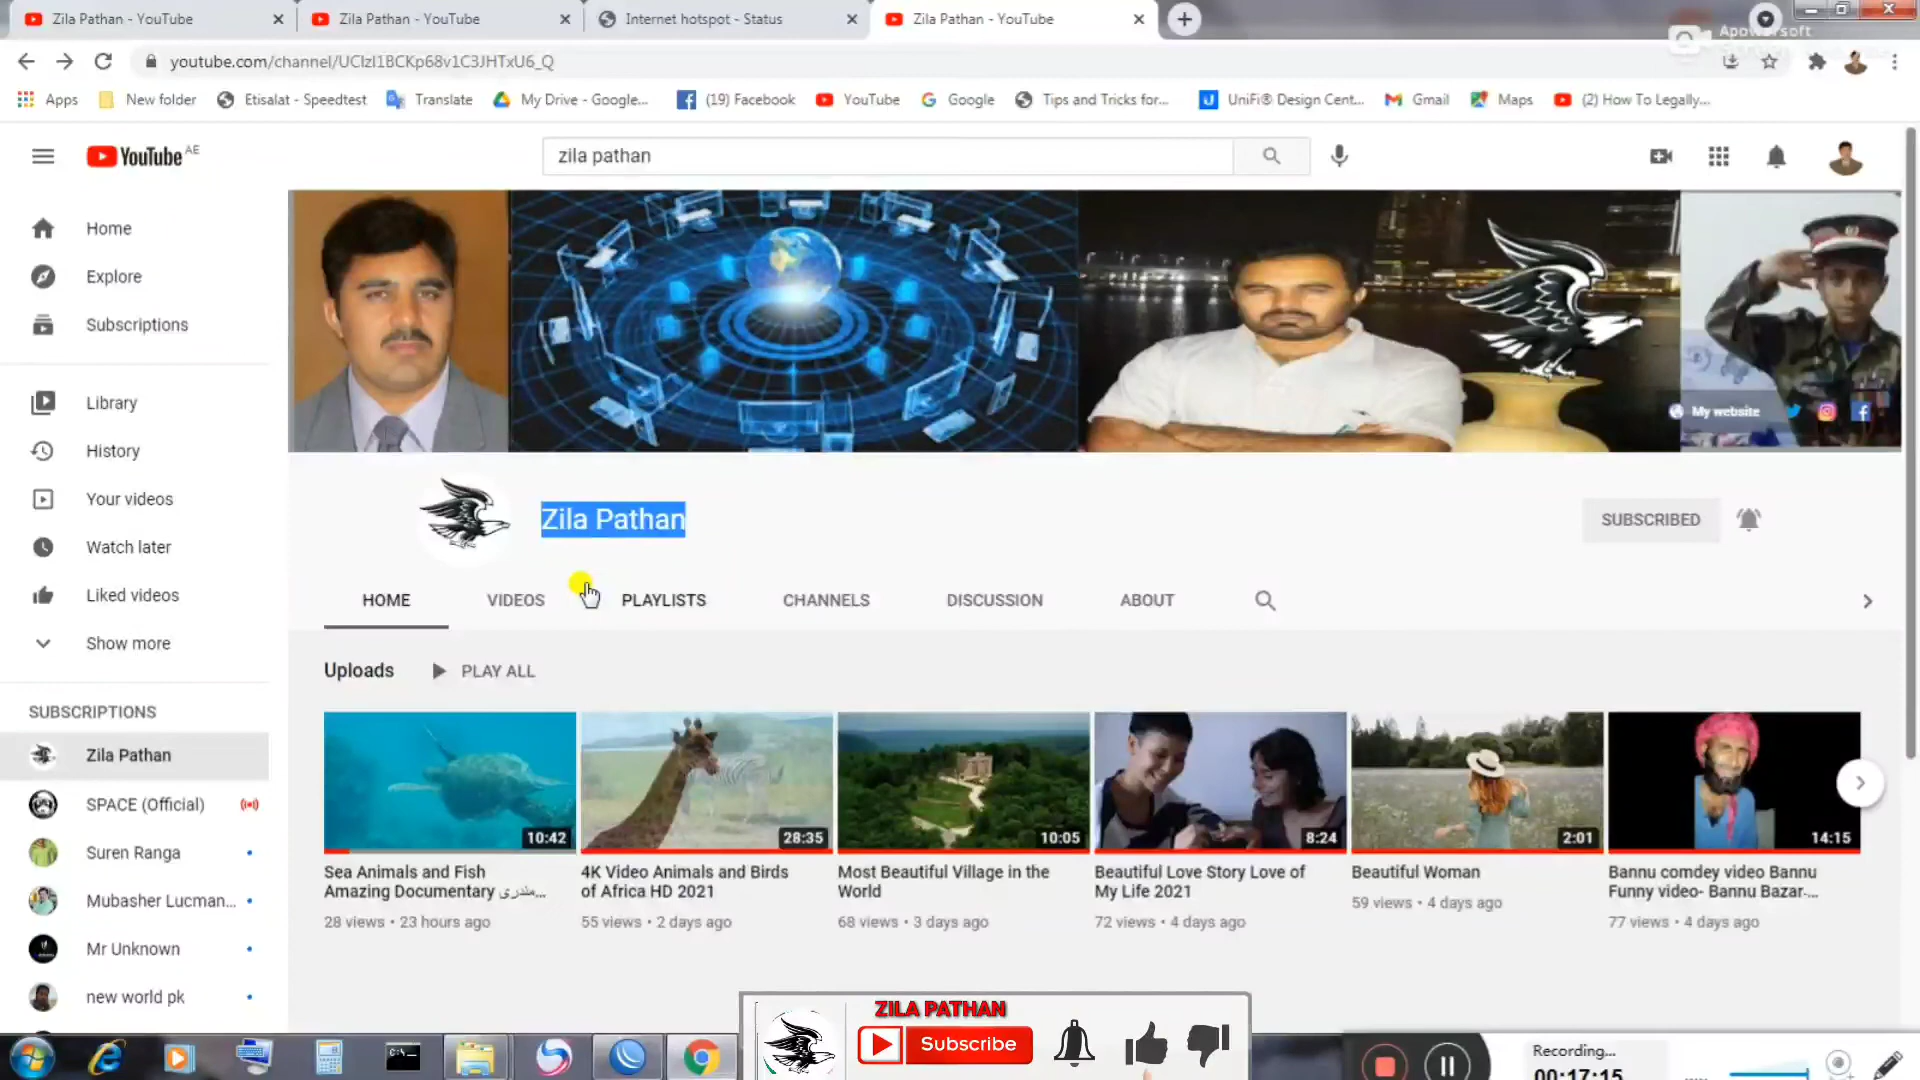 Zila Pathan - YouTube
Zila Pathan - YouTube
Internet hotspot - Status
Zila Pathan - YouTube
Apowersoft
youtube.com/channel/UCIzI1BCKp68v1C3JHTxU6_Q
Apps
New folder
Etisalat - Speedtest
Translate
My Drive - Google...
(19) Facebook
YouTube
Google
Tips and Tricks for...
UniFi® Design Cent...
Gmail
Maps
(2) How To Legally,...
YouTube AE
zila pathan
Home
Explore
Subscriptions
Library
History
Your videos
Watch later
Liked videos
Show more
SUBSCRIPTIONS
Zila Pathan
SPACE (Official)
Suren Ranga
Mubasher Lucman...
Mr Unknown
new world pk
My website
Zila Pathan
SUBSCRIBED
HOME
VIDEOS
PLAYLISTS
CHANNELS
DISCUSSION
ABOUT
Uploads
PLAY ALL
10:42
28:35
10:05
8:24
2:01
14:15
Sea Animals and Fish
Amazing Documentary
28 views • 23 hours ago
4K Video Animals and Birds
of Africa HD 2021
55 views • 2 days ago
Most Beautiful Village in the
World
68 views • 3 days ago
Beautiful Love Story Love of
My Life 2021
72 views • 4 days ago
Beautiful Woman
59 views • 4 days ago
Bannu comdey video Bannu
Funny video- Bannu Bazar-...
77 views • 4 days ago
ZILA PATHAN
Subscribe
Recording...
00:17:15